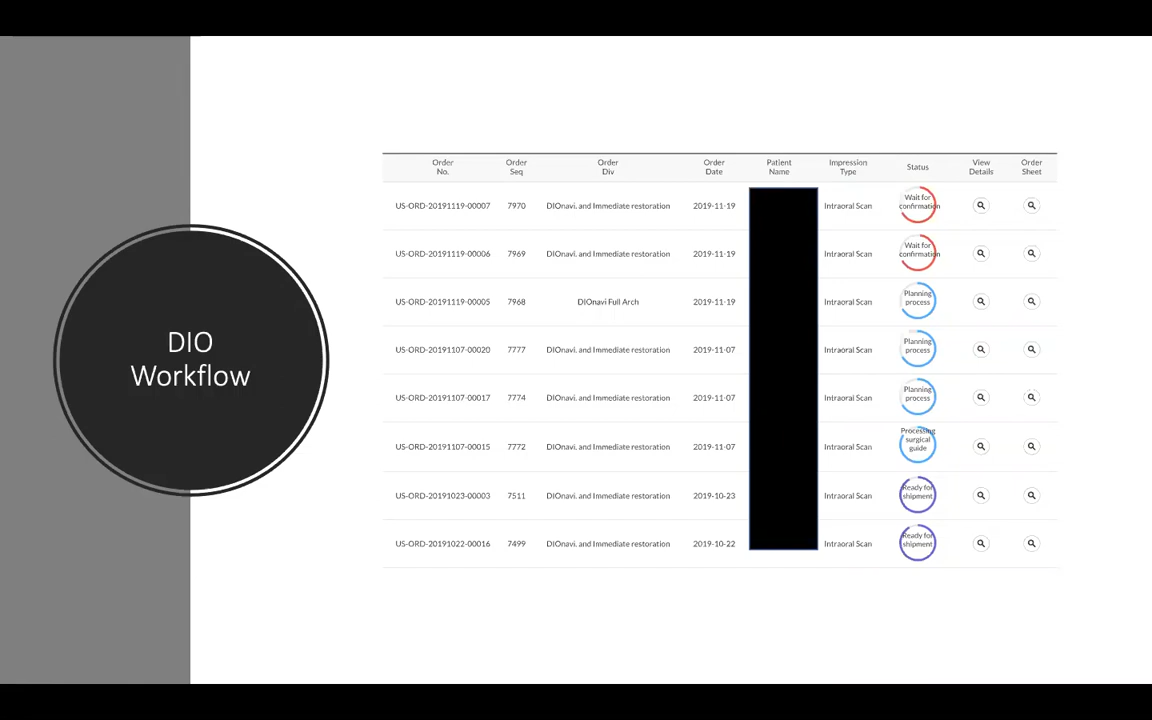 DIO
Workflow
Order No. Order Seq Order Div Order Date Patient Name Impression Type Status View Details Order Sheet
US-ORD-20191119-00007 7970 DIOnavi. and Immediate restoration 2019-11-19 Intraoral Scan Wait for confirmation
US-ORD-20191119-00006 7969 DIOnavi. and Immediate restoration 2019-11-19 Intraoral Scan Wait for confirmation
US-ORD-20191119-00005 7968 DIOnavi Full Arch 2019-11-19 Intraoral Scan Planning process
US-ORD-20191107-00020 7777 DIOnavi. and Immediate restoration 2019-11-07 Intraoral Scan Planning process
US-ORD-20191107-00017 7774 DIOnavi. and Immediate restoration 2019-11-07 Intraoral Scan Planning process
US-ORD-20191107-00015 7772 DIOnavi. and Immediate restoration 2019-11-07 Intraoral Scan Processing surgical guide
US-ORD-20191023-00003 7511 DIOnavi. and Immediate restoration 2019-10-23 Intraoral Scan Ready for shipment
US-ORD-20191022-00016 7499 DIOnavi. and Immediate restoration 2019-10-22 Intraoral Scan Ready for shipment